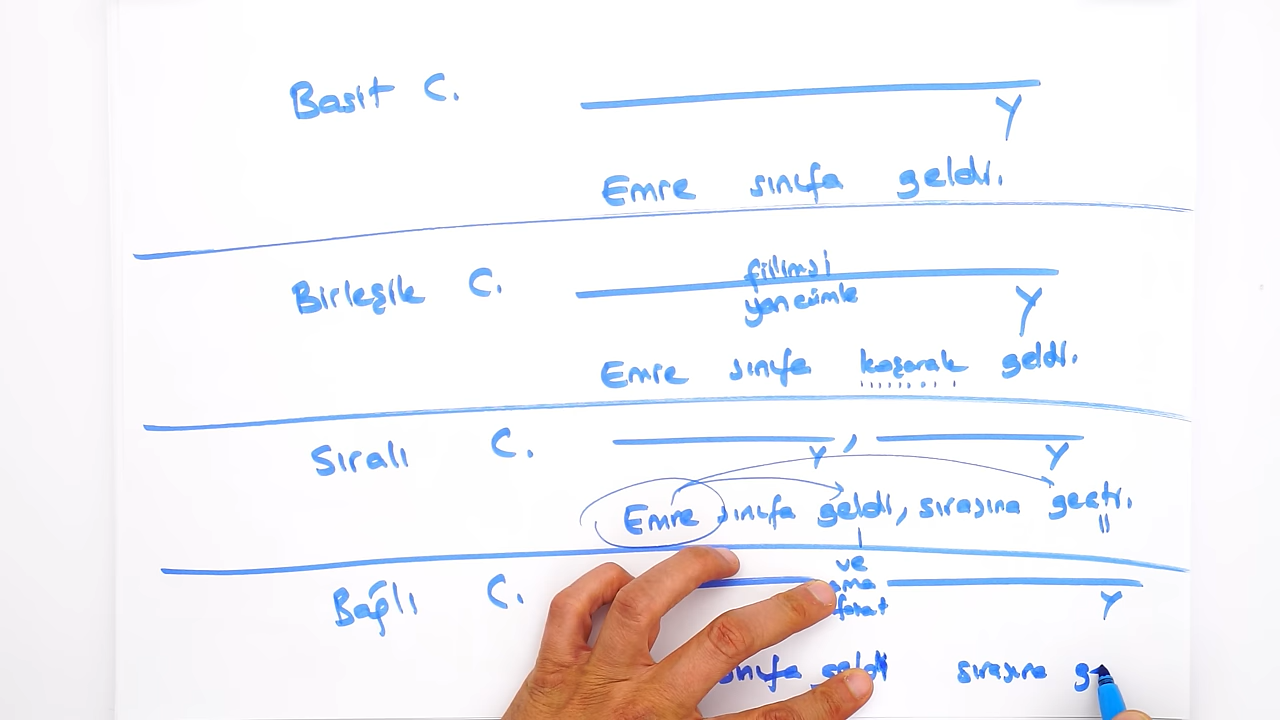 Basit C.
Y
Emre sınıfa geldi.
Birleşik C.
fiilimsi
yan cümle
Y
Emre sınıfa koşarak geldi.
Sıralı C.
Y , Y
Emre sınıfa geldi, sırasına geçti.
Bağlı C.
ve
ama
fakat
Y
sınıfa geldi sırasına g